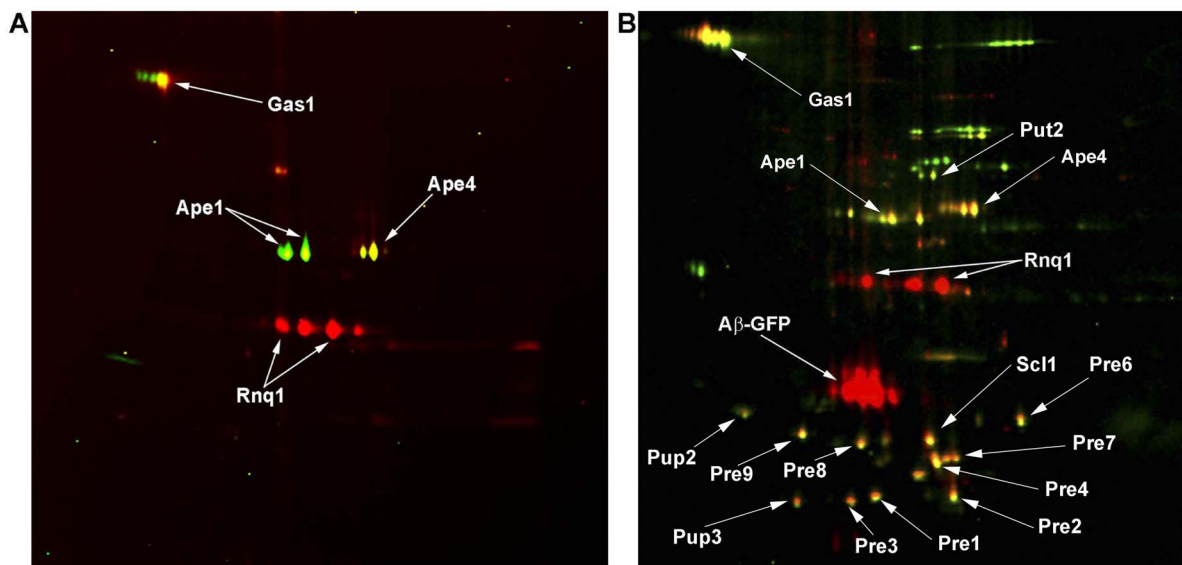 A
Gas1
Ape1
Ape4
Rnq1
B
Gas1
Put2
Ape1
Ape4
Rnq1
Aβ-GFP
Scl1
Pre6
Pup2
Pre9
Pre8
Pre7
Pre4
Pup3
Pre3
Pre1
Pre2